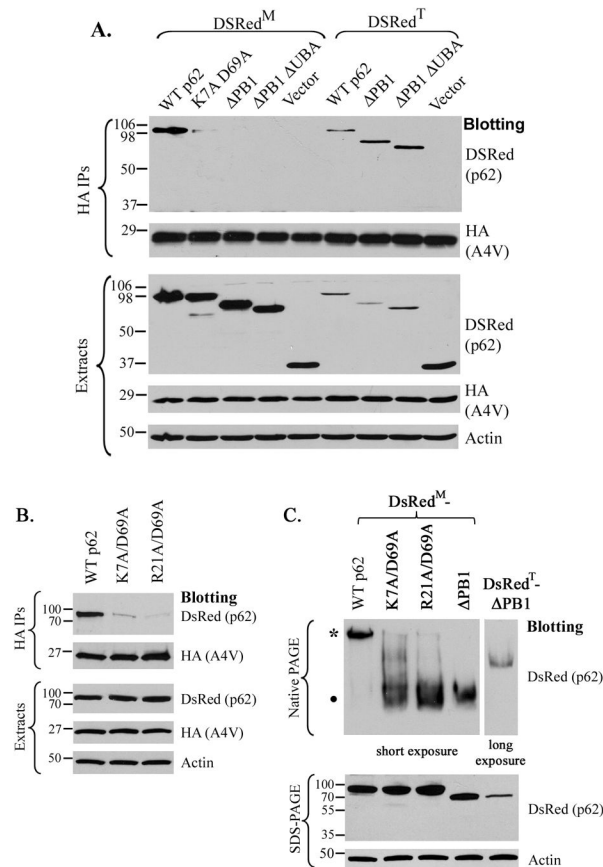 A.
DSRed^M
DSRed^T
WT p62
K7A D69A
ΔPB1
ΔPB1 ΔUBA
Vector
WT p62
ΔPB1
ΔPB1 ΔUBA
Vector
Blotting
HA IPs
106
98
50
37
DSRed
(p62)
29
HA
(A4V)
Extracts
106
98
50
37
DSRed
(p62)
29
HA
(A4V)
50
Actin
B.
WT p62
K7A/D69A
R21A/D69A
Blotting
HA IPs
100
70
DsRed (p62)
27
HA (A4V)
Extracts
100
70
DsRed (p62)
27
HA (A4V)
50
Actin
C.
DsRed^M-
WT p62
K7A/D69A
R21A/D69A
ΔPB1
DsRed^T-
ΔPB1
Blotting
Native PAGE
*
•
DsRed (p62)
short exposure
long
exposure
SDS-PAGE
100
70
55
35
DsRed (p62)
50
Actin